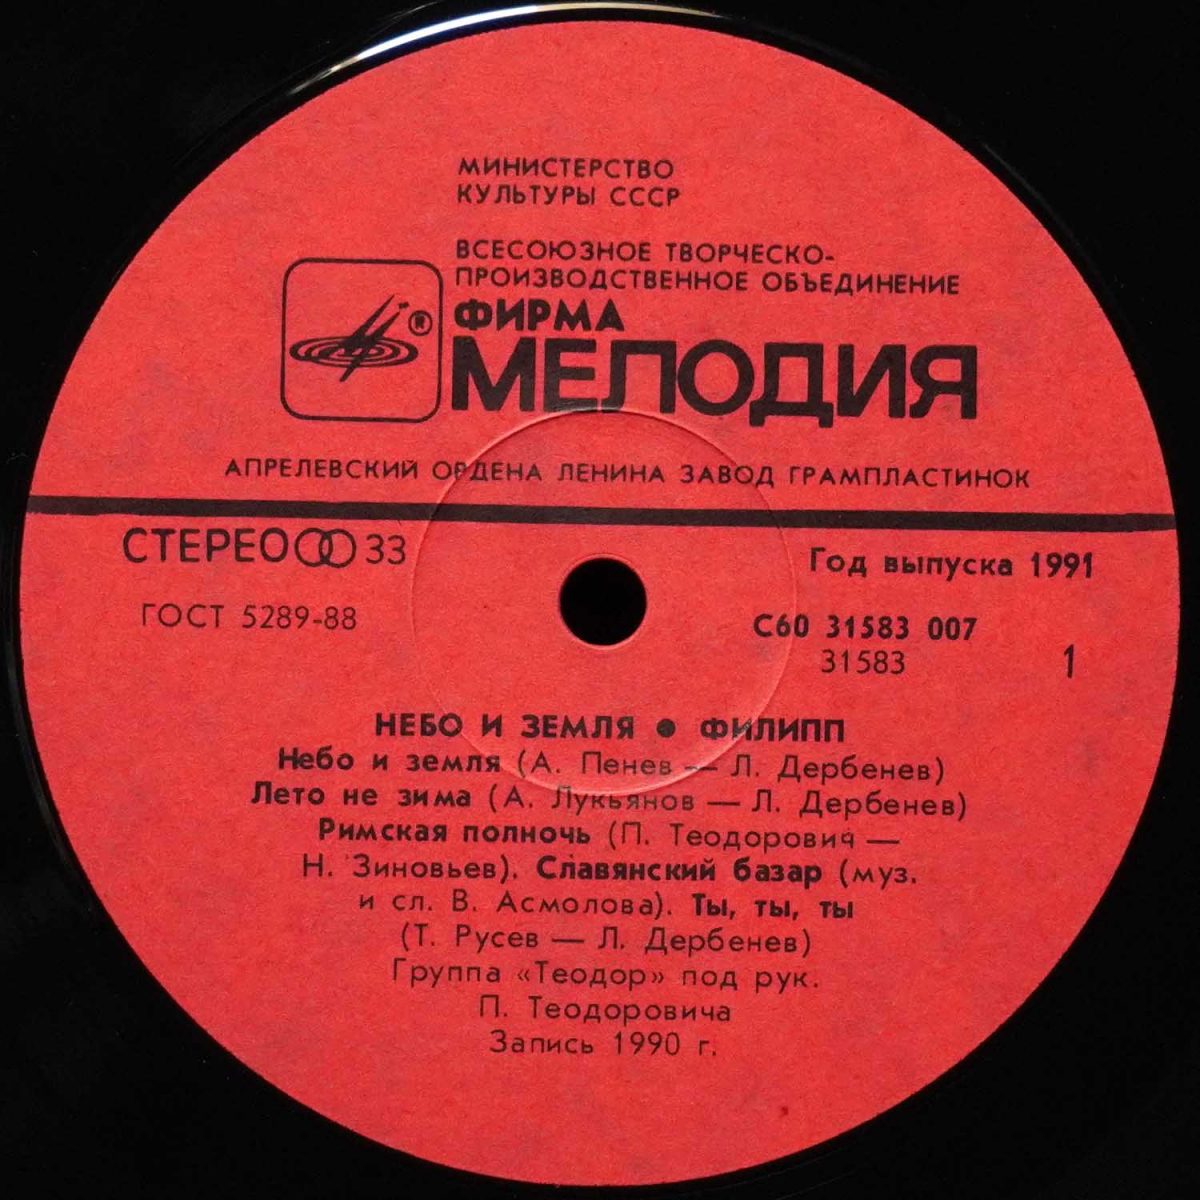 МИНИСТЕРСТВО
КУЛЬТУРЫ СССР
ВСЕСОЮЗНОЕ ТВОРЧЕСКО-
ПРОИЗВОДСТВЕННОЕ ОБЪЕДИНЕНИЕ
®
ФИРМА
МЕЛОДИЯ
АПРЕЛЕВСКИЙ ОРДЕНА ЛЕНИНА ЗАВОД ГРАМПЛАСТИНОК
СТЕРЕО 33
Год выпуска 1991
ГОСТ 5289-88
С60 31583 007
31583
1
НЕБО И ЗЕМЛЯ ● ФИЛИПП
Небо и земля (А. Пенев — Л. Дербенев)
Лето не зима (А. Лукьянов — Л. Дербенев)
Римская полночь (П. Теодорович —
Н. Зиновьев). Славянский базар (муз.
и сл. В. Асмолова). Ты, ты, ты
(Т. Русев — Л. Дербенев)
Группа «Теодор» под рук.
П. Теодоровича
Запись 1990 г.